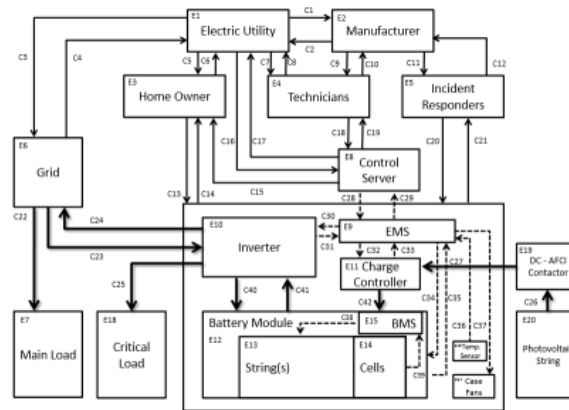 E1
Electric Utility
C1
E2
Manufacturer
C2
C3
C4
C5
C6
C7
C8
C9
C10
C11
C12
E3
Home Owner
E4
Technicians
E5
Incident
Responders
C16
C17
C18
C19
C20
C21
E6
Grid
E8
Control
Server
C15
C13
C14
C28
C29
C22
C24
C23
E10
Inverter
C30
C31
E9
EMS
C32
C33
C27
E19
DC - AFCI
Contactor
E11
Charge
Controller
C25
C40
C41
C42
C34
C35
C26
E7
Main Load
E18
Critical
Load
Battery Module
E12
C38
E15
BMS
C36
C37
E20
Photovoltaic
String
E13
String(s)
E14
Cells
C39
Temp.
Sensor
Case
Fans